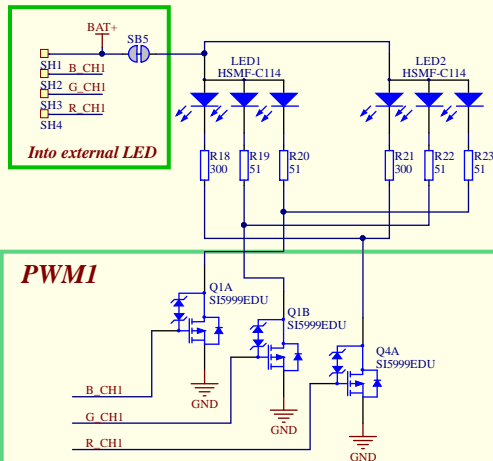 BAT+
SB5
SH1
B_CH1
SH2
G_CH1
SH3
R_CH1
SH4
Into external LED
LED1
HSMF-C114
LED2
HSMF-C114
R18
300
R19
51
R20
51
R21
300
R22
51
R23
51
PWM1
Q1A
SI5999EDU
Q1B
SI5999EDU
Q4A
SI5999EDU
B_CH1
GND
G_CH1
GND
R_CH1
GND